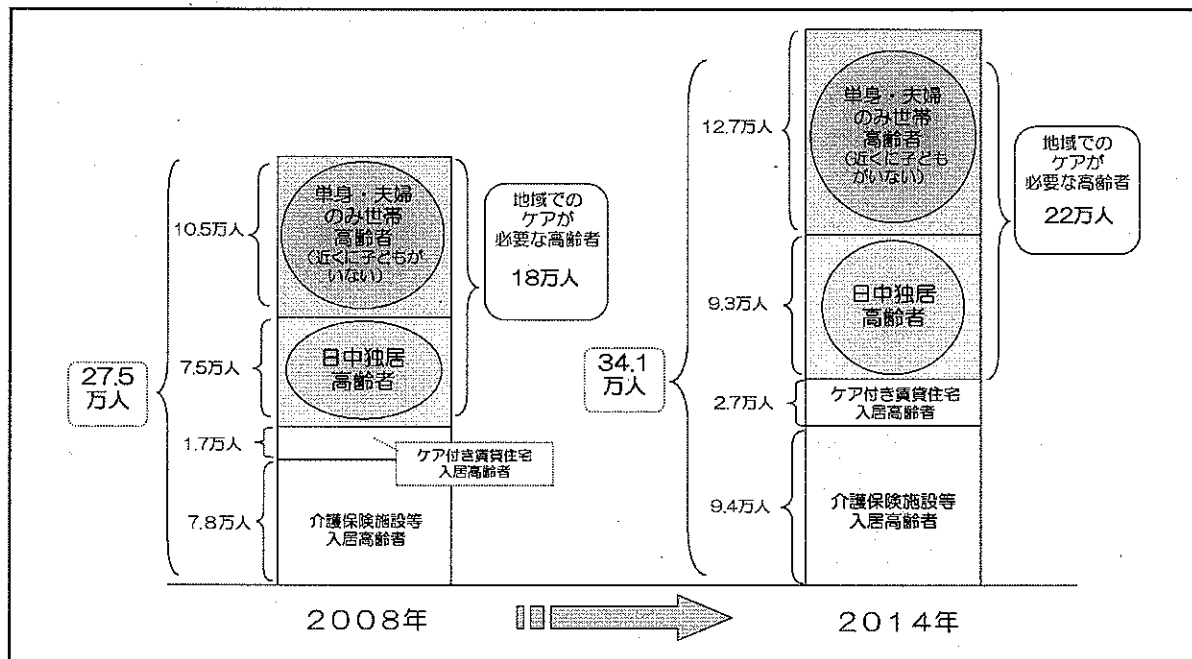 27.5
万人
10.5万人
7.5万人
1.7万人
7.8万人
単身・夫婦
のみ世帯
高齢者
(近くに子どもが
いない)
日中独居
高齢者
ケア付き賃貸住宅
入居高齢者
介護保険施設等
入居高齢者
地域での
ケアが
必要な高齢者
18万人
2008年
34.1
万人
12.7万人
9.3万人
2.7万人
9.4万人
単身・夫婦
のみ世帯
高齢者
(近くに子ども
がいない)
日中独居
高齢者
ケア付き賃貸住宅
入居高齢者
介護保険施設等
入居高齢者
地域での
ケアが
必要な高齢者
22万人
2014年